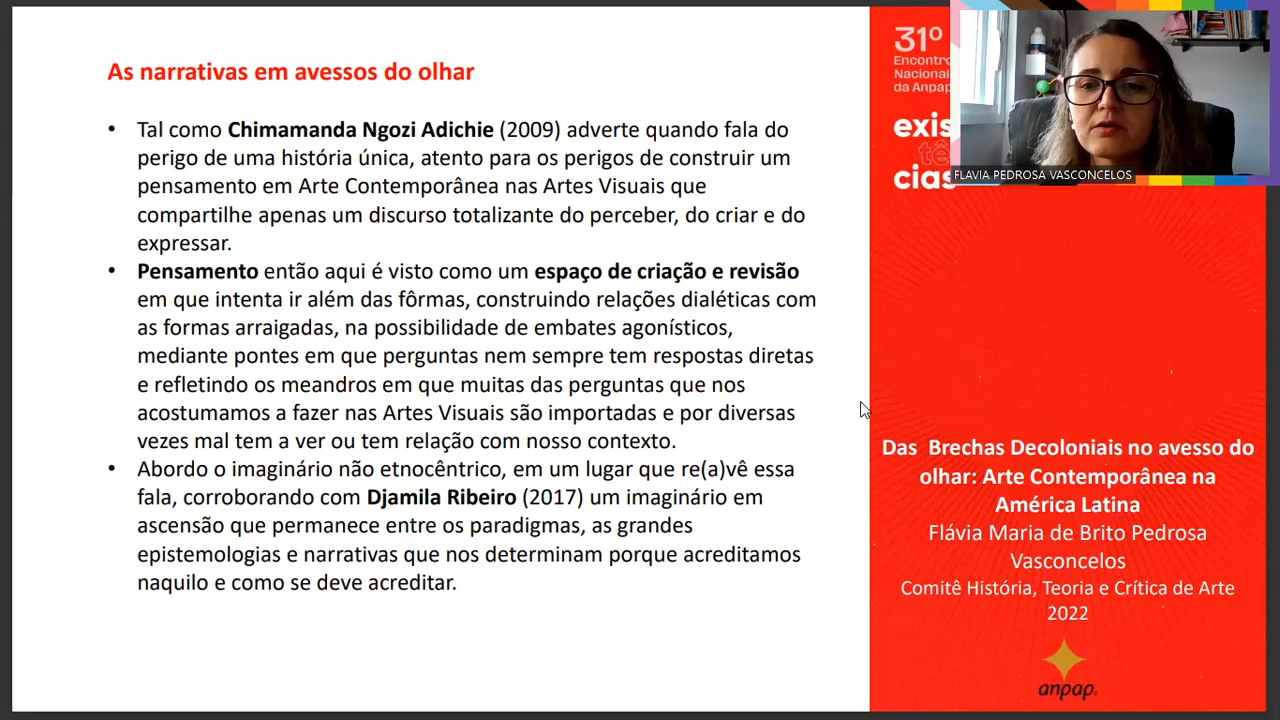 As narrativas em avessos do olhar
• Tal como Chimamanda Ngozi Adichie (2009) adverte quando fala do
perigo de uma história única, atento para os perigos de construir um
pensamento em Arte Contemporânea nas Artes Visuais que
compartilhe apenas um discurso totalizante do perceber, do criar e do
expressar.
• Pensamento então aqui é visto como um espaço de criação e revisão
em que intenta ir além das fôrmas, construindo relações dialéticas com
as formas arraigadas, na possibilidade de embates agonísticos,
mediante pontes em que perguntas nem sempre tem respostas diretas
e refletindo os meandros em que muitas das perguntas que nos
acostumamos a fazer nas Artes Visuais são importadas e por diversas
vezes mal tem a ver ou tem relação com nosso contexto.
• Abordo o imaginário não etnocêntrico, em um lugar que re(a)vê essa
fala, corroborando com Djamila Ribeiro (2017) um imaginário em
ascensão que permanece entre os paradigmas, as grandes
epistemologias e narrativas que nos determinam porque acreditamos
naquilo e como se deve acreditar.
31º
Encontro
Nacional
da Anpap
exis
tê
cias
FLAVIA PEDROSA VASCONCELOS
Das Brechas Decoloniais no avesso do
olhar: Arte Contemporânea na
América Latina
Flávia Maria de Brito Pedrosa
Vasconcelos
Comitê História, Teoria e Crítica de Arte
2022
anpap